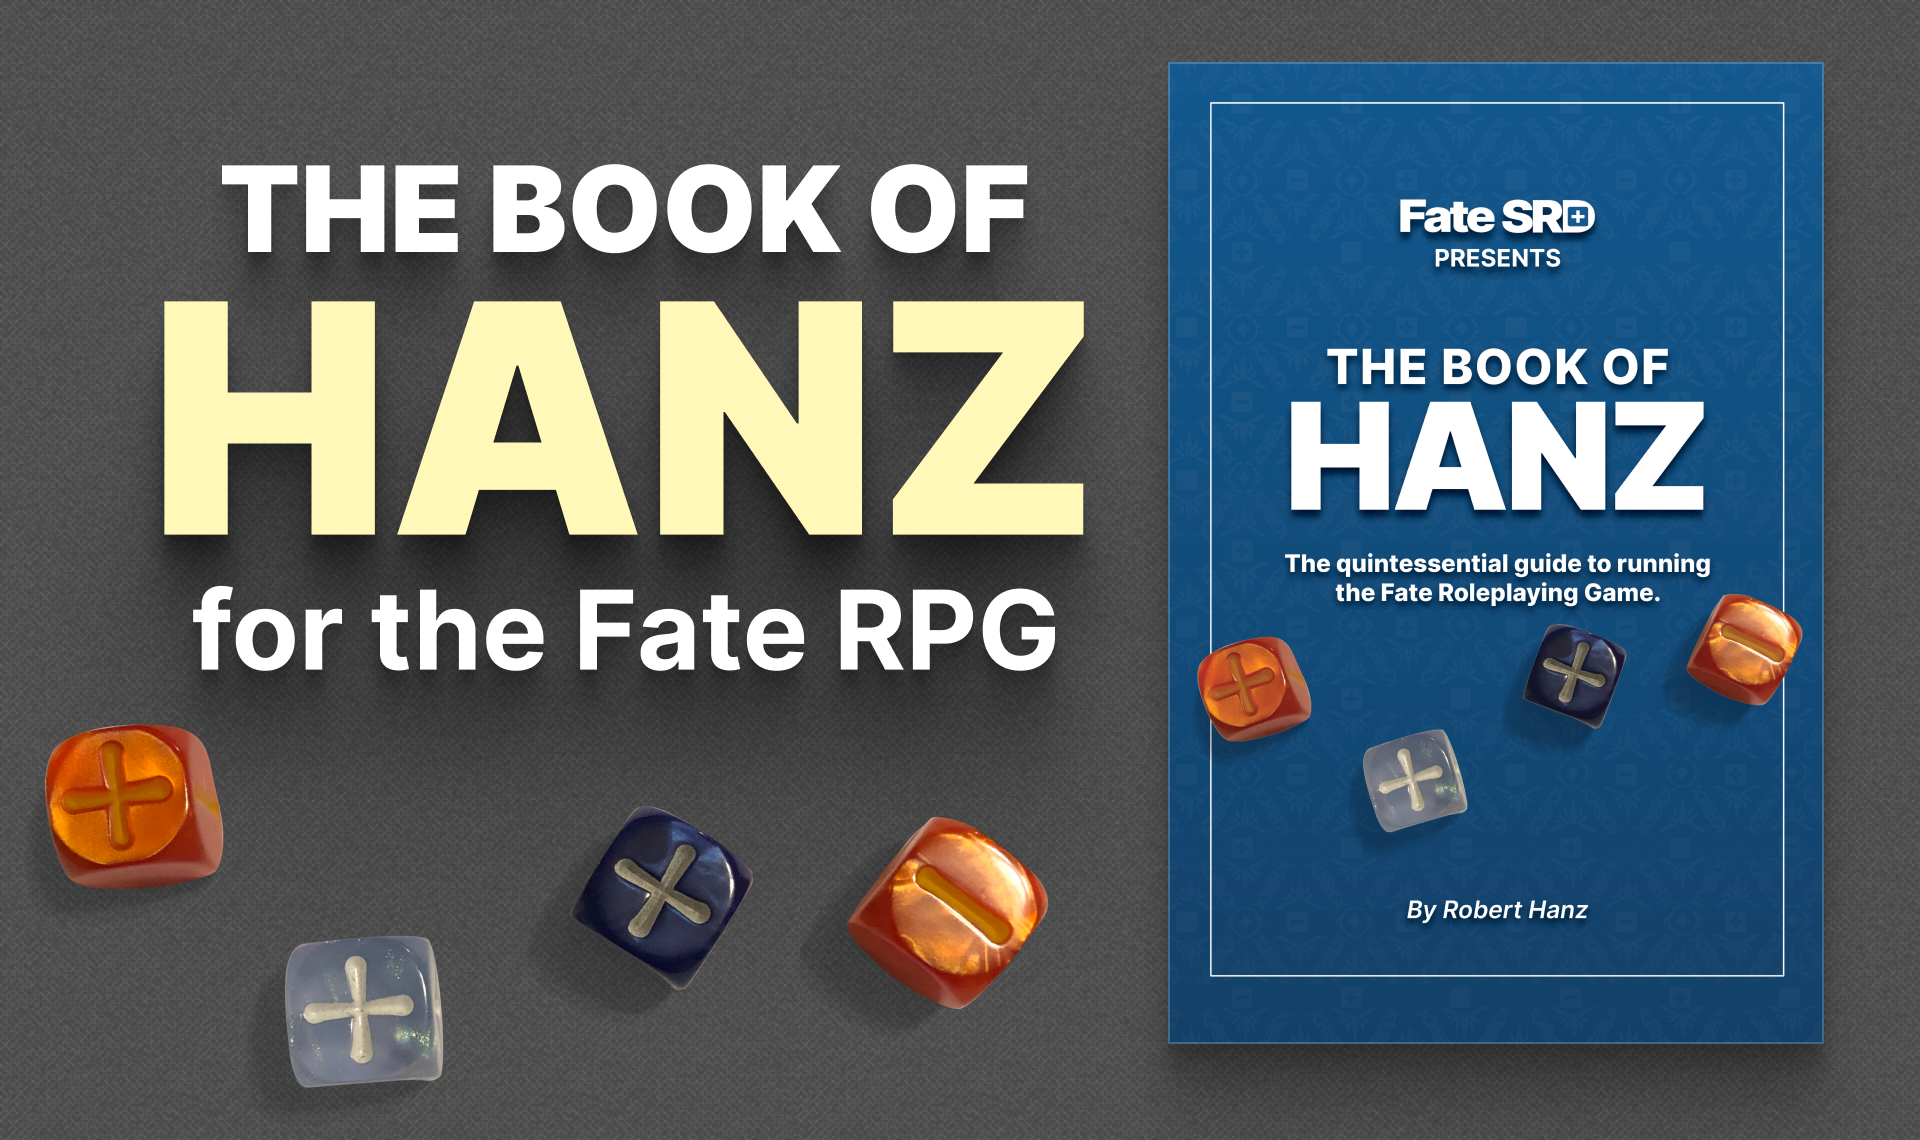 THE BOOK OF
HANZ
for the Fate RPG
Fate SRD
PRESENTS
THE BOOK OF
HANZ
The quintessential guide to running
the Fate Roleplaying Game.
By Robert Hanz